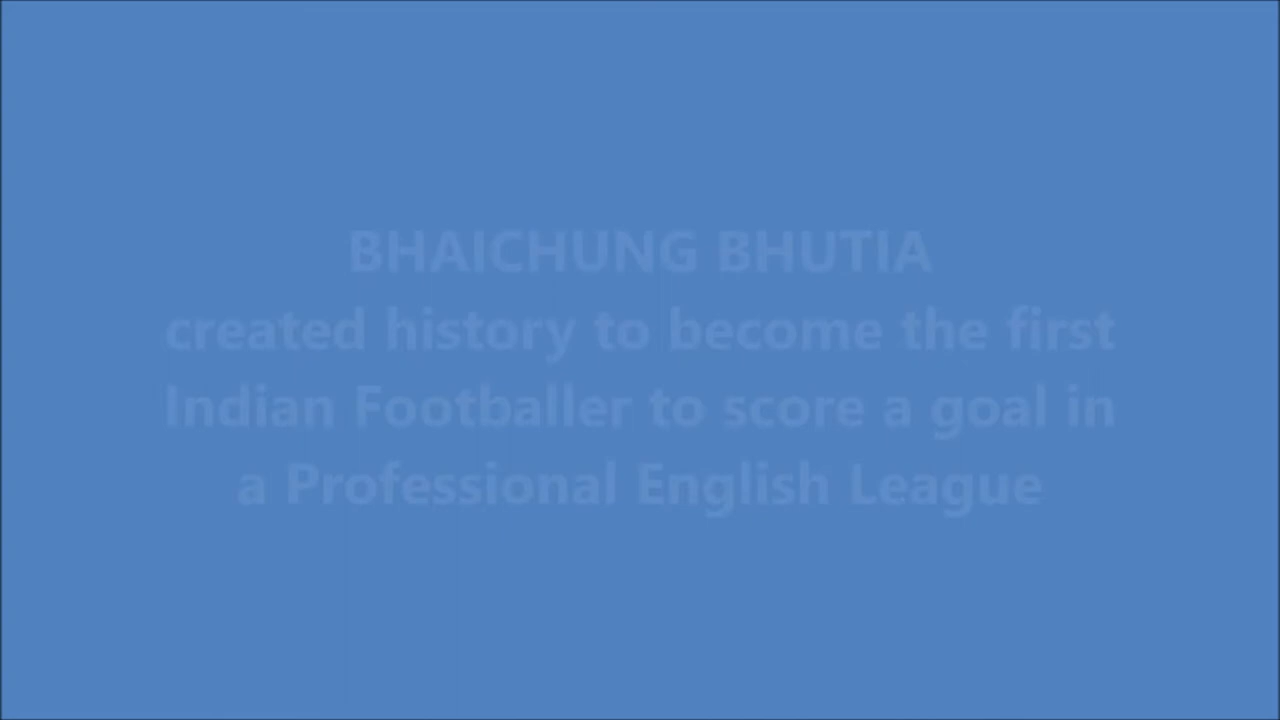 BHAICHUNG BHUTIA
created history to become the first
Indian Footballer to score a goal in
a Professional English League